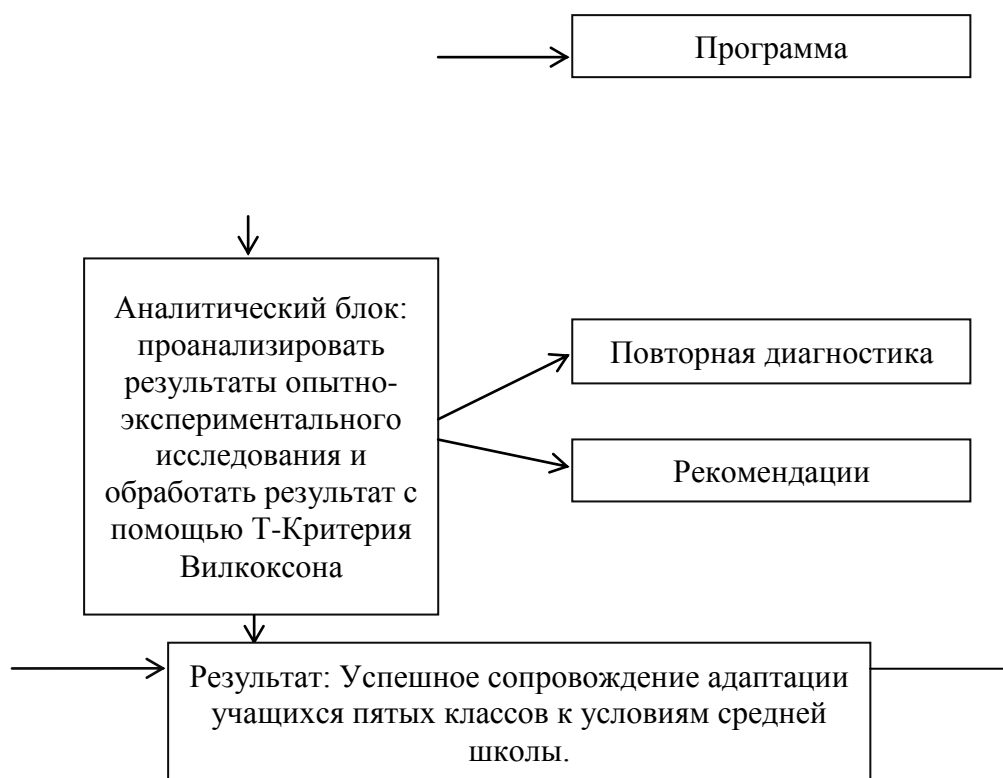 Программа
Аналитический блок:
проанализировать
результаты опытно-
экспериментального
исследования и
обработать результат с
помощью Т-Критерия
Вилкоксона
Повторная диагностика
Рекомендации
Результат: Успешное сопровождение адаптации
учащихся пятых классов к условиям средней
школы.